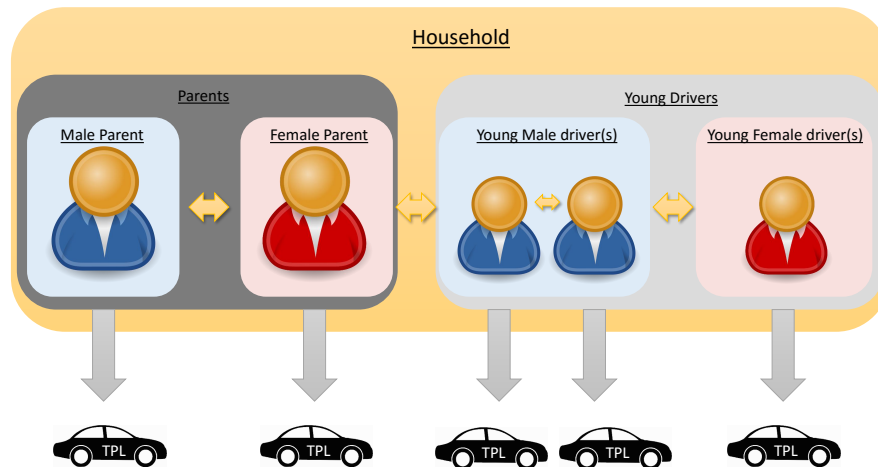 Household
Parents
Young Drivers
Male Parent
Female Parent
Young Male driver(s)
Young Female driver(s)
TPL
TPL
TPL
TPL
TPL